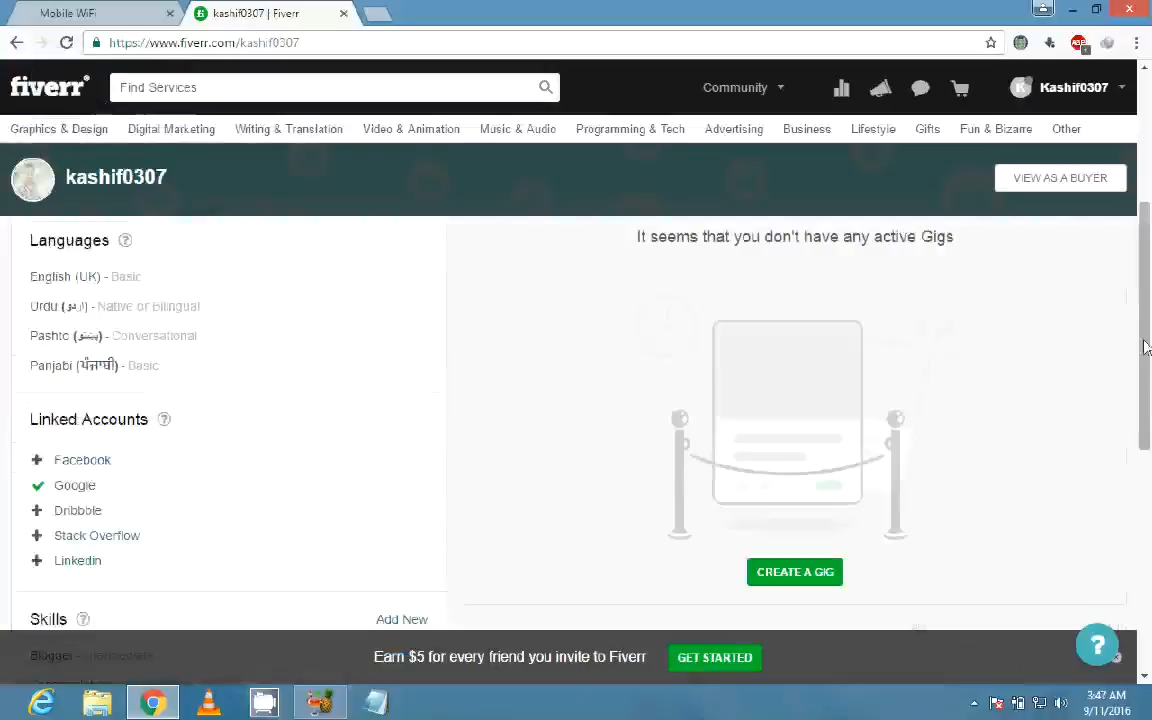 Mobile WiFi
kashif0307 | Fiverr
https://www.fiverr.com/kashif0307
fiverr
Find Services
Community
Kashif0307
Graphics & Design Digital Marketing Writing & Translation Video & Animation Music & Audio Programming & Tech Advertising Business Lifestyle Gifts Fun & Bizarre Other
kashif0307
VIEW AS A BUYER
Languages ?
English (UK) - Basic
Urdu (اردو) - Native or Bilingual
Pashto (پښتو) - Conversational
Panjabi (ਪੰਜਾਬੀ) - Basic
Linked Accounts ?
Facebook
Google
Dribbble
Stack Overflow
Linkedin
Skills ? Add New
Blogger - Intermediate
It seems that you don't have any active Gigs
CREATE A GIG
Earn $5 for every friend you invite to Fiverr
GET STARTED
?
3:47 AM
9/11/2016